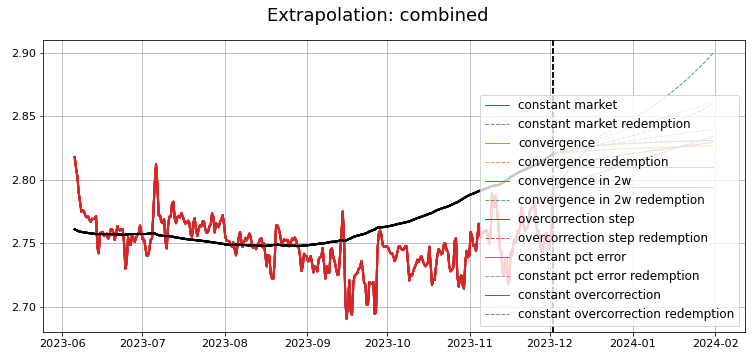 Extrapolation: combined
2.90
2.85
2.80
2.75
2.70
constant market
constant market redemption
convergence
convergence redemption
convergence in 2w
convergence in 2w redemption
overcorrection step
overcorrection step redemption
constant pct error
constant pct error redemption
constant overcorrection
constant overcorrection redemption
2023-06 2023-07 2023-08 2023-09 2023-10 2023-11 2023-12 2024-01 2024-02